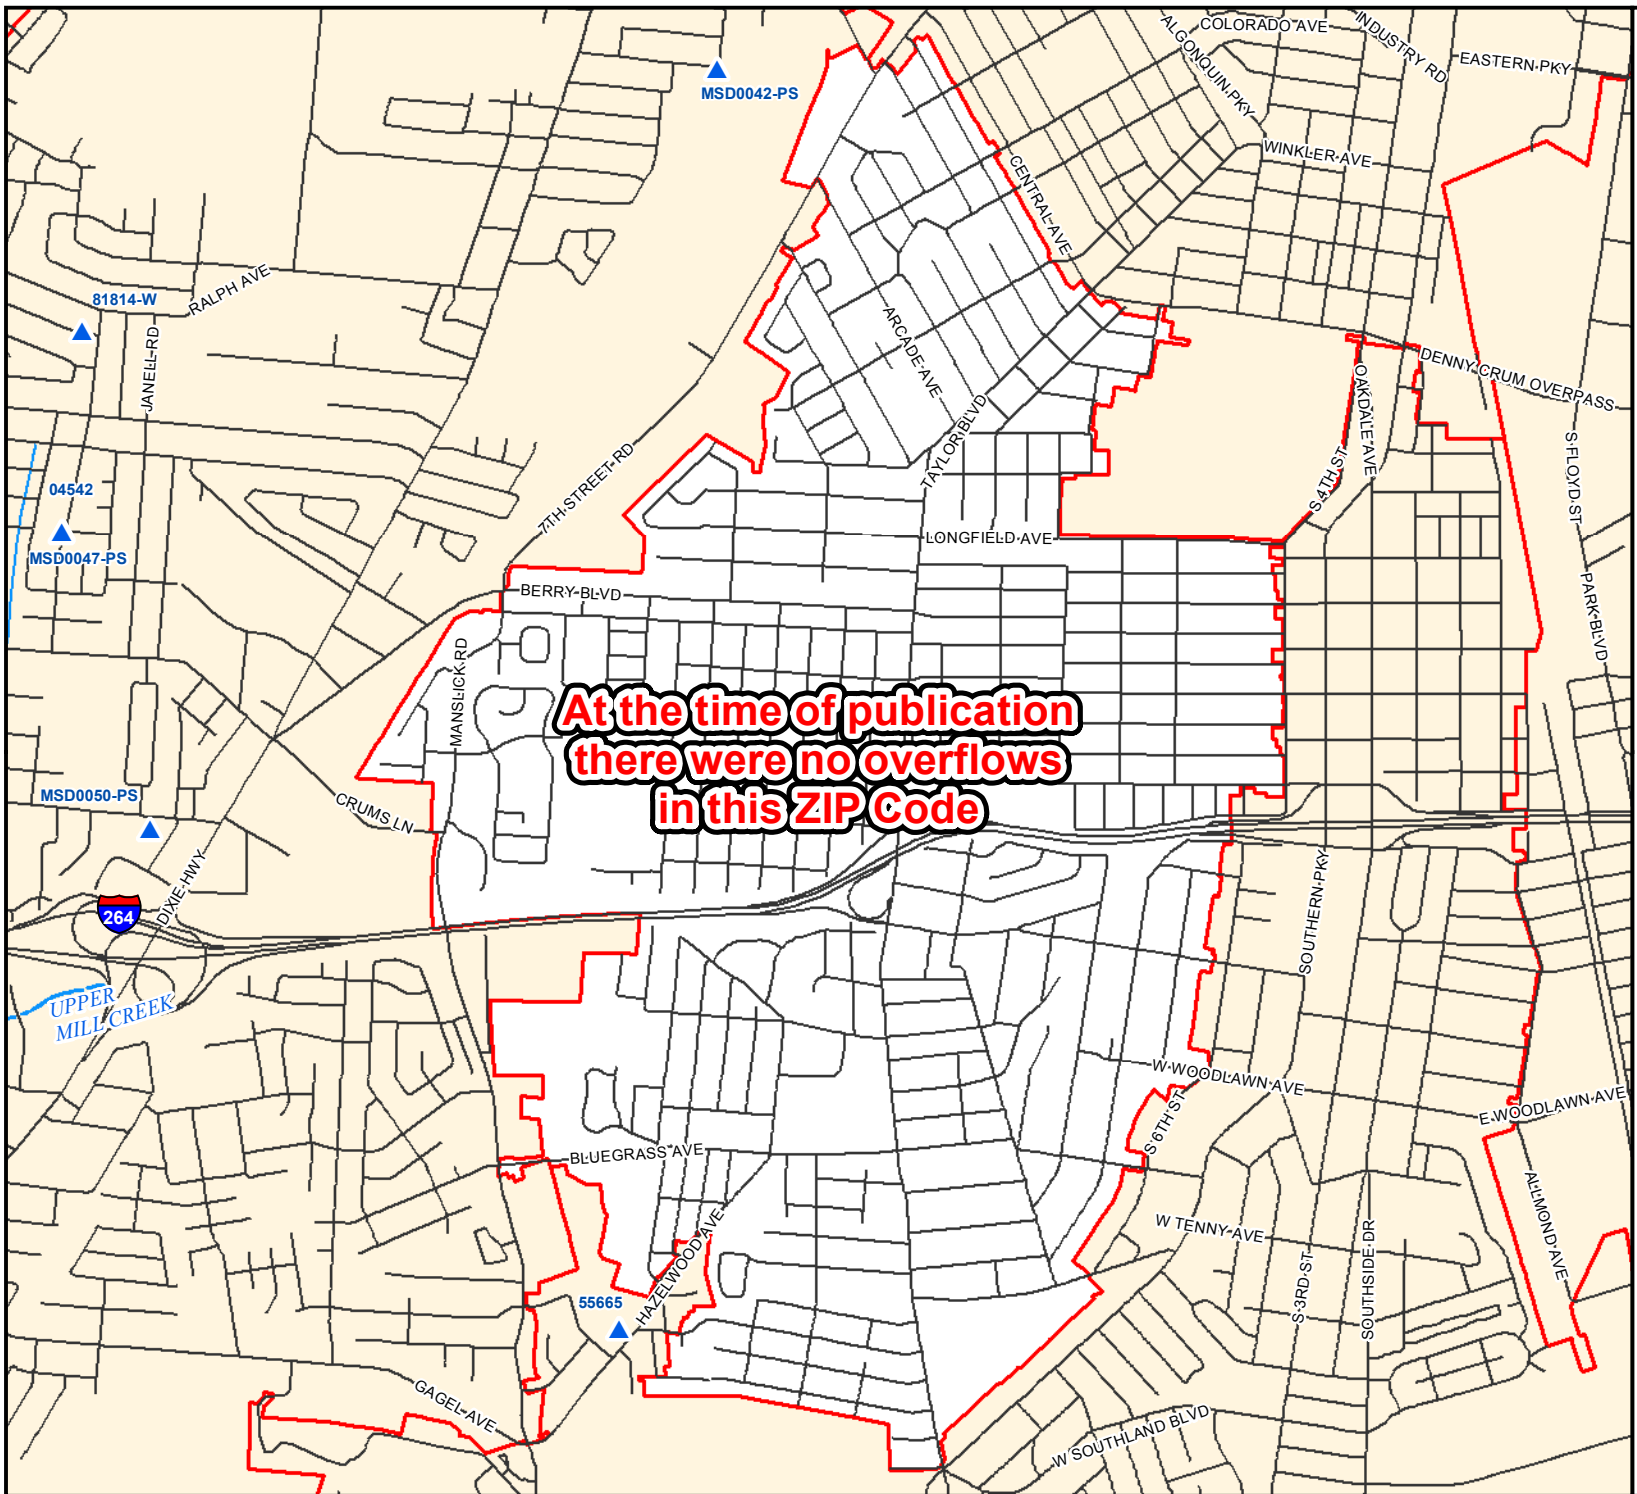 COLORADO AVE
INDUSTRY RD
ALGONQUIN PKY
EASTERN PKY
MSD0042-PS
WINKLER AVE
CENTRAL AVE
RALPH AVE
81814-W
JANELL RD
ARCADE AVE
DENNY CRUM OVERPASS
OAKDALE AVE
TAYLOR BLVD
S FLOYD ST
7TH STREET RD
S 4TH ST
04542
MSD0047-PS
LONGFIELD AVE
BERRY BLVD
PARK BLVD
MANSLICK RD
At the time of publication
there were no overflows
in this ZIP Code
MSD0050-PS
CRUMS LN
DIXIE HWY
264
SOUTHERN PKY
UPPER
MILL CREEK
W WOODLAWN AVE
E WOODLAWN AVE
S 6TH ST
BLUEGRASS AVE
ALLMOND AVE
W TENNY AVE
HAZELWOOD AVE
S 3RD ST
SOUTHSIDE DR
55665
GAGEL AVE
W SOUTHLAND BLVD